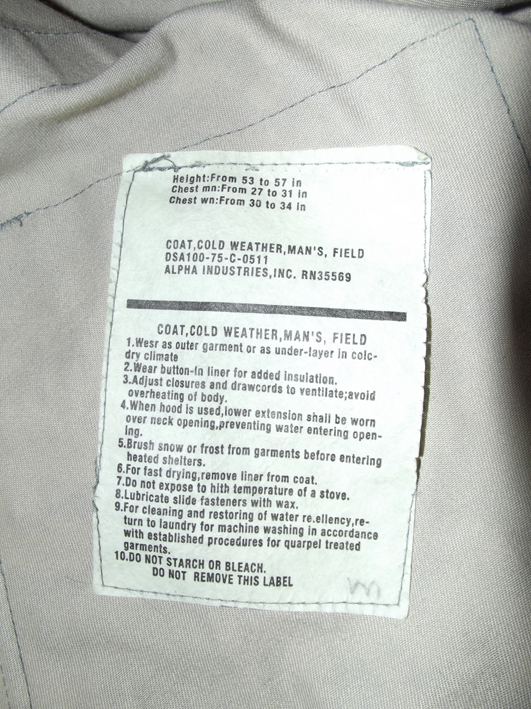 Height:From 53 to 57 in
Chest mn:From 27 to 31 in
Chest wn:From 30 to 34 in
COAT,COLD WEATHER,MAN'S, FIELD
DSA100-75-C-0511
ALPHA INDUSTRIES,INC. RN35569
COAT,COLD WEATHER,MAN'S, FIELD
1.Wesr as outer garment or as under-layer in colc-
dry climate
2.Wear button-in liner for added insulation.
3.Adjust closures and drawcords to ventilate;avoid
overheating of body.
4.When hood is used,lower extension shail be worn
over neck opening,preventing water entering open-
ing.
5.Brush snow or frost from garments before entering
heated shelters.
6.For fast drying,remove liner from coat.
7.Do not expose to hith temperature of a stove.
8.Lubricate slide fasteners with wax.
9.For cleaning and restoring of water re.ellency,re-
turn to laundry for machine washing in accordance
with established procedures for quarpel treated
garments.
10.DO NOT STARCH OR BLEACH.
DO NOT REMOVE THIS LABEL
m